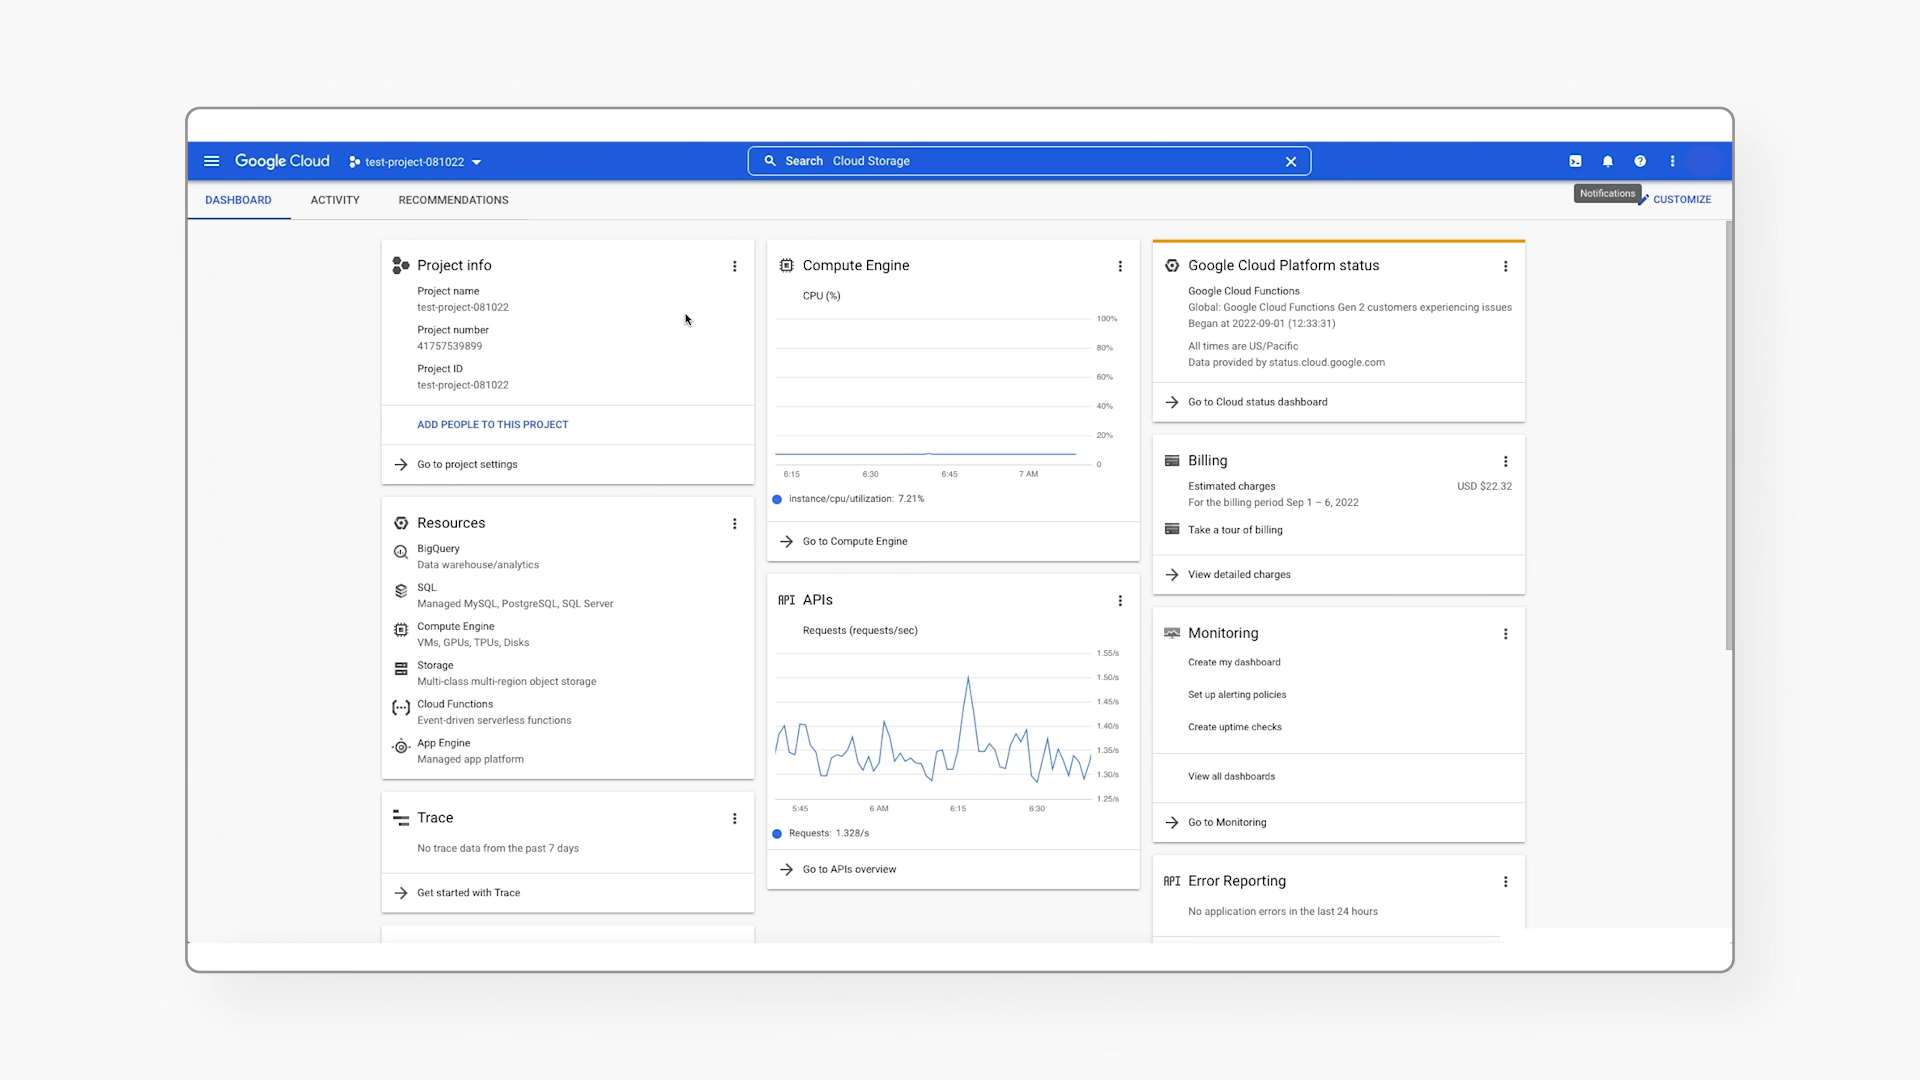 Google Cloud
test-project-081022
Search Cloud Storage
DASHBOARD
ACTIVITY
RECOMMENDATIONS
Notifications
CUSTOMIZE
Project info
Project name
test-project-081022
Project number
41757539899
Project ID
test-project-081022
ADD PEOPLE TO THIS PROJECT
Go to project settings
Resources
BigQuery
Data warehouse/analytics
SQL
Managed MySQL, PostgreSQL, SQL Server
Compute Engine
VMs, GPUs, TPUs, Disks
Storage
Multi-class multi-region object storage
Cloud Functions
Event-driven serverless functions
App Engine
Managed app platform
Trace
No trace data from the past 7 days
Get started with Trace
Compute Engine
CPU (%)
100%
80%
60%
40%
20%
0
6:15 6:30 6:45 7 AM
instance/cpu/utilization: 7.21%
Go to Compute Engine
API APIs
Requests (requests/sec)
1.55/s
1.50/s
1.45/s
1.40/s
1.35/s
1.30/s
1.25/s
5:45 6 AM 6:15 6:30
Requests: 1.328/s
Go to APIs overview
Google Cloud Platform status
Google Cloud Functions
Global: Google Cloud Functions Gen 2 customers experiencing issues
Began at 2022-09-01 (12:33:31)
All times are US/Pacific
Data provided by status.cloud.google.com
Go to Cloud status dashboard
Billing
Estimated charges USD $22.32
For the billing period Sep 1 – 6, 2022
Take a tour of billing
View detailed charges
Monitoring
Create my dashboard
Set up alerting policies
Create uptime checks
View all dashboards
Go to Monitoring
API Error Reporting
No application errors in the last 24 hours